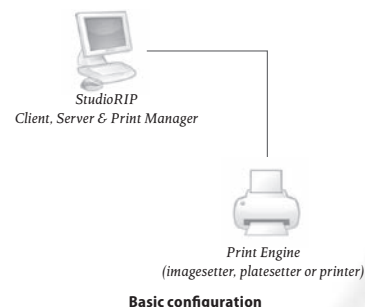 StudioRIP
Client, Server & Print Manager
Print Engine
(imagesetter, platesetter or printer)
Basic configuration